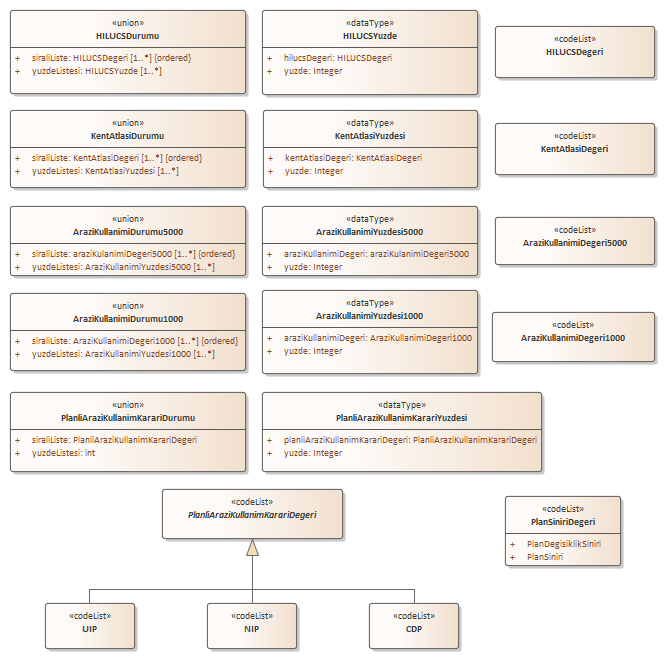 «union»
HILUCSDurumu
+ siraliListe: HILUCSDegeri [1..*] {ordered}
+ yuzdeListesi: HILUCSYuzde [1..*]
«dataType»
HILUCSYuzde
+ hilucsDegeri: HILUCSDegeri
+ yuzde: Integer
«codeList»
HILUCSDegeri
«union»
KentAtlasiDurumu
+ siraliListe: KentAtlasiDegeri [1..*] {ordered}
+ yuzdeListesi: KentAtlasiYuzdesi [1..*]
«dataType»
KentAtlasiYuzdesi
+ kentAtlasiDegeri: KentAtlasiDegeri
+ yuzde: Integer
«codeList»
KentAtlasiDegeri
«union»
AraziKullanimiDurumu5000
+ siraliListe: araziKulanimiDegeri5000 [1..*] {ordered}
+ yuzdeListesi: AraziKullanimiYuzdesi5000 [1..*]
«dataType»
AraziKullanimiYuzdesi5000
+ araziKullanimiDegeri: araziKulanimiDegeri5000
+ yuzde: Integer
«codeList»
AraziKullanimiDegeri5000
«union»
AraziKullanimiDurumu1000
+ siraliListe: AraziKullanimiDegeri1000 [1..*] {ordered}
+ yuzdeListesi: AraziKullanimiYuzdesi1000 [1..*]
«dataType»
AraziKullanimiYuzdesi1000
+ araziKullanimiDegeri: AraziKullanimiDegeri1000
+ yuzde: Integer
«codeList»
AraziKullanimiDegeri1000
«union»
PlanliAraziKullanimKarariDurumu
+ siraliListe: PlanliAraziKullanimKarariDegeri
+ yuzdeListesi: int
«dataType»
PlanliAraziKullanimKarariYuzdesi
+ planliAraziKullanimKarariDegeri: PlanliAraziKullanimKarariDegeri
+ yuzde: Integer
«codeList»
PlanliAraziKullanimKarariDegeri
«codeList»
PlanSiniriDegeri
+ PlanDegisiklikSiniri
+ PlanSiniri
«codeList»
UIP
«codeList»
NIP
«codeList»
CDP